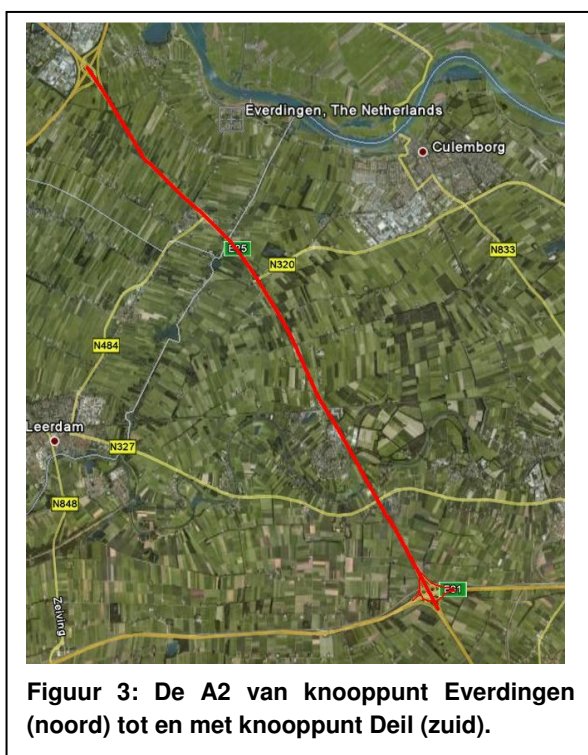 Everdingen, The Netherlands
Culemborg
E25
N320
N833
N484
Leerdam
N327
N848
Zeiving
E31
Figuur 3: De A2 van knooppunt Everdingen
(noord) tot en met knooppunt Deil (zuid).